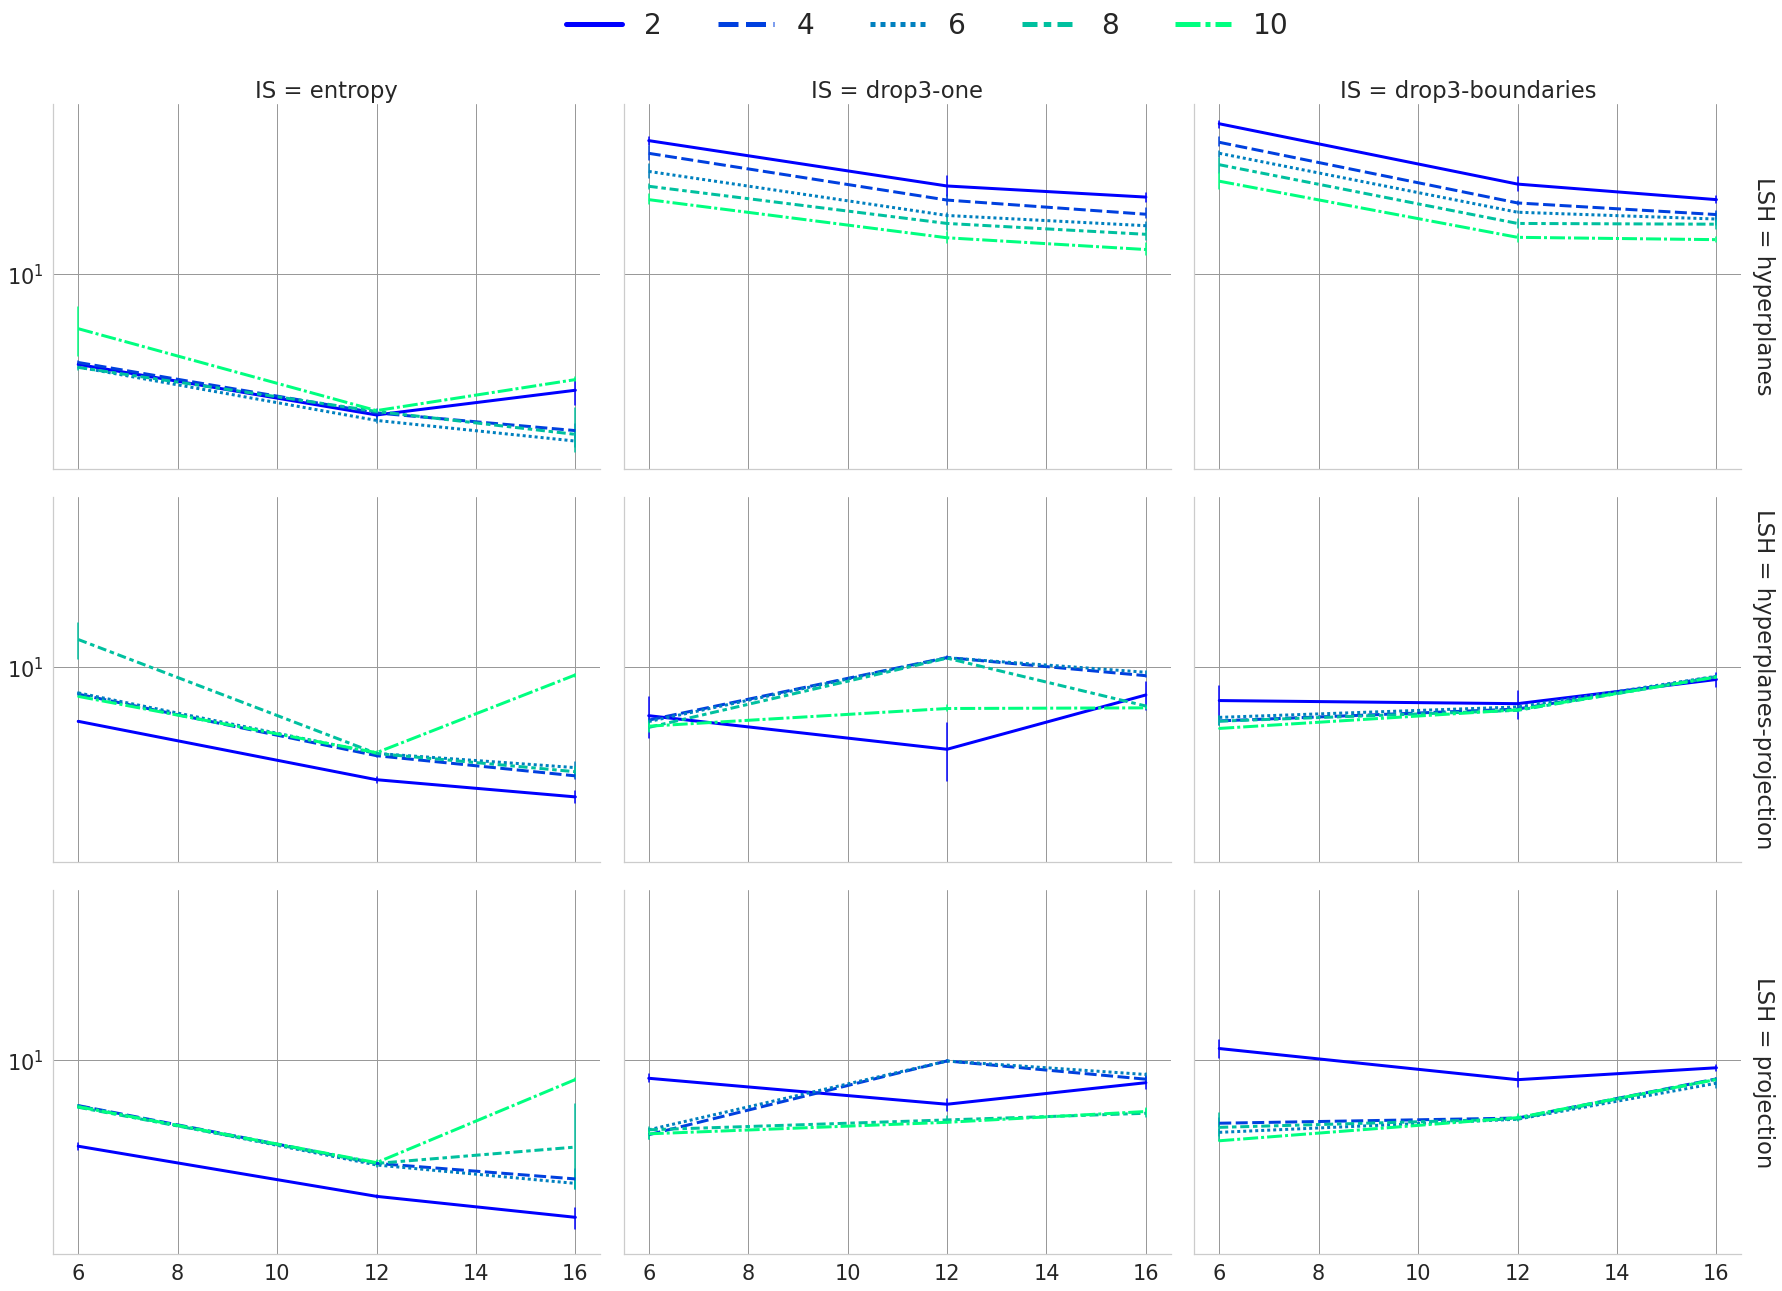 2 4 6 8 10
IS = entropy IS = drop3-one IS = drop3-boundaries
10¹
LSH = hyperplanes
10¹
LSH = hyperplanes-projection
10¹
LSH = projection
6 8 10 12 14 16 6 8 10 12 14 16 6 8 10 12 14 16